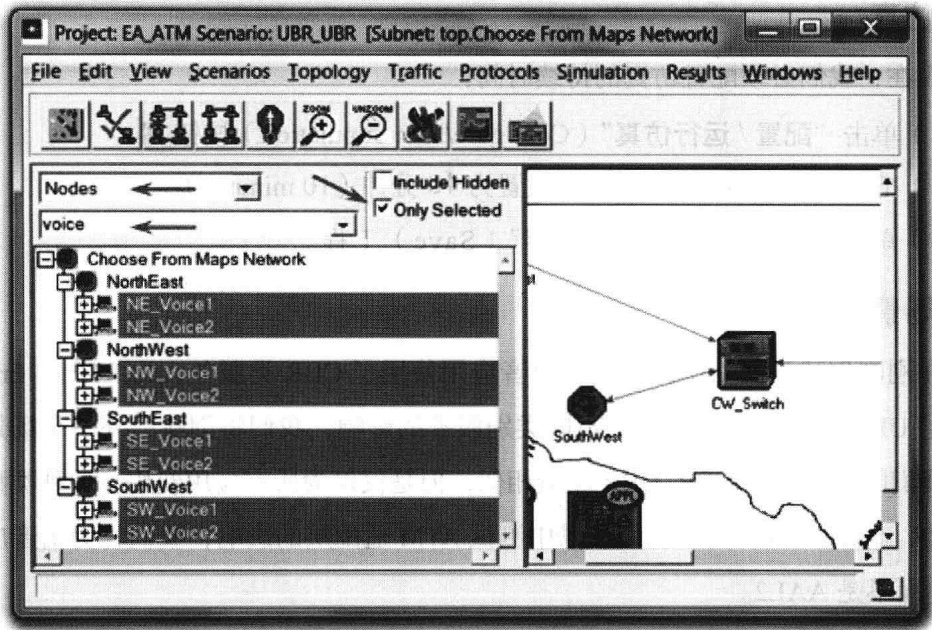 Project: EA_ATM Scenario: UBR_UBR [Subnet: top.Choose From Maps Network]
File Edit View Scenarios Topology Traffic Protocols Simulation Results Windows Help
ZOOM UNZOOM
Nodes
Include Hidden
Only Selected
voice
Choose From Maps Network
NorthEast
NE_Voice1
NE_Voice2
NorthWest
NW_Voice1
NW_Voice2
SouthEast
SE_Voice1
SE_Voice2
SouthWest
SW_Voice1
SW_Voice2
CW_Switch
SouthWest
APPL